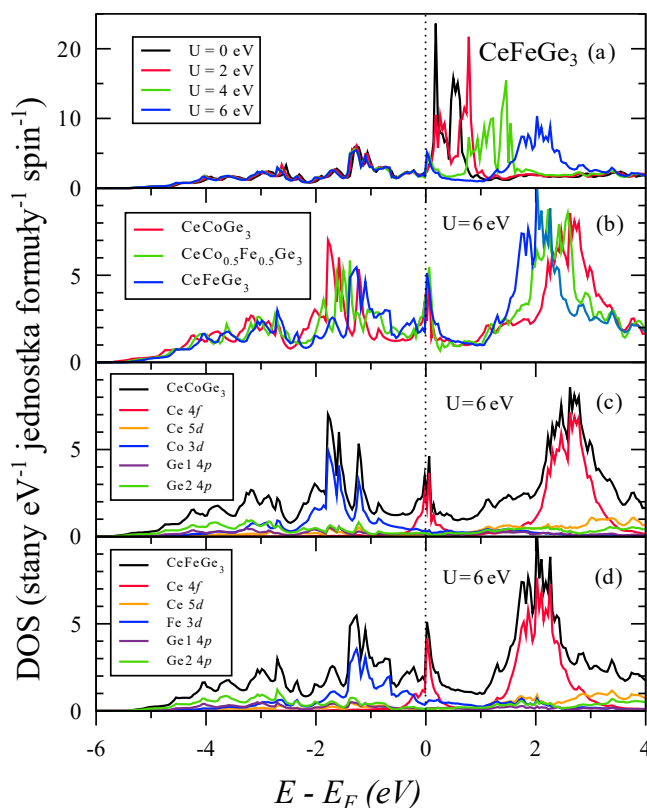 25
20
10
0
U = 0 eV
U = 2 eV
U = 4 eV
U = 6 eV
CeFeGe3 (a)
5
0
CeCoGe3
CeCo0.5Fe0.5Ge3
CeFeGe3
U=6 eV
(b)
5
0
CeCoGe3
Ce 4f
Ce 5d
Co 3d
Ge1 4p
Ge2 4p
U=6 eV
(c)
5
0
CeFeGe3
Ce 4f
Ce 5d
Fe 3d
Ge1 4p
Ge2 4p
U=6 eV
(d)
-6 -4 -2 0 2 4
E - EF (eV)
DOS (stany eV-1 jednostka formuły-1 spin-1)